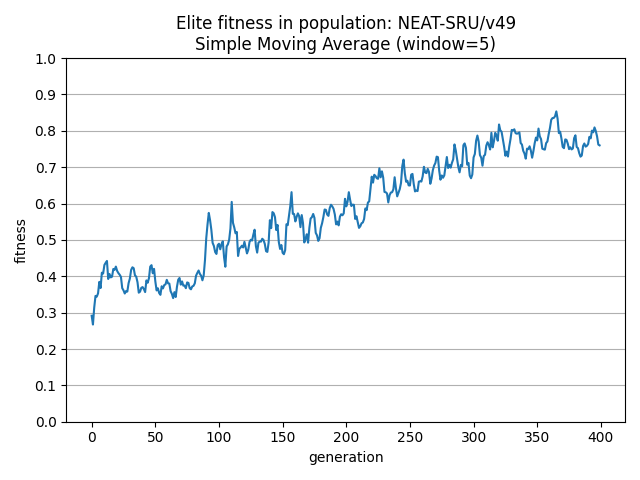 Elite fitness in population: NEAT-SRU/v49
Simple Moving Average (window=5)
1.0
0.9
0.8
0.7
0.6
0.5
0.4
0.3
0.2
0.1
0.0
fitness
0 50 100 150 200 250 300 350 400
generation